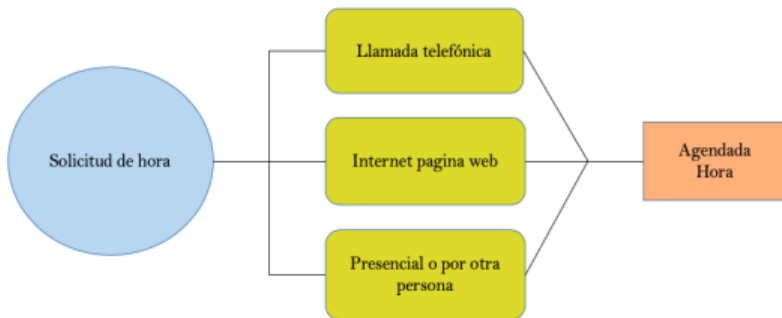 Solicitud de hora
Llamada telefónica
Internet pagina web
Presencial o por otra
persona
Agendada
Hora